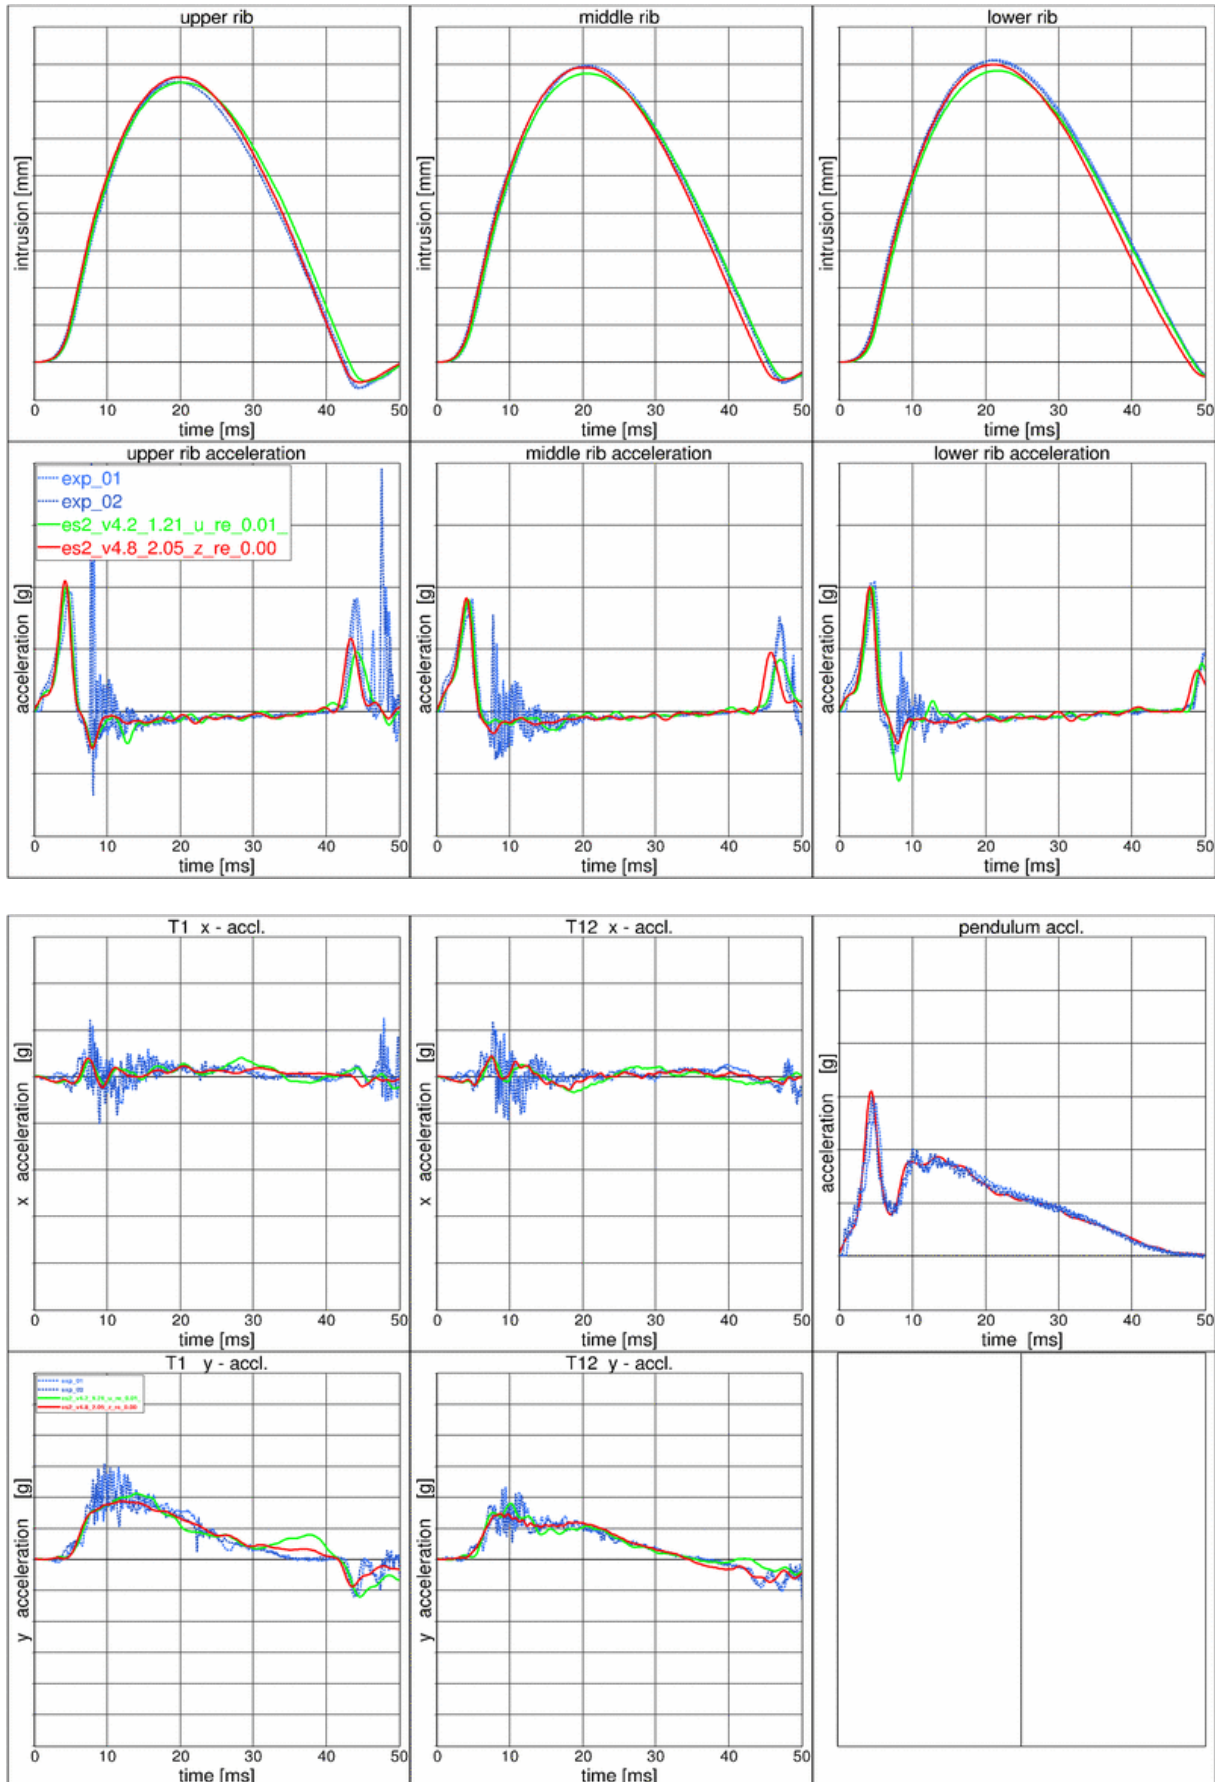 upper rib
middle rib
lower rib
intrusion [mm]
intrusion [mm]
intrusion [mm]
0 10 20 30 40 50
0 10 20 30 40 50
0 10 20 30 40 50
time [ms]
time [ms]
time [ms]
upper rib acceleration
middle rib acceleration
lower rib acceleration
exp_01
exp_02
es2_v4.2_1.21_u_re_0.01_
es2_v4.8_2.05_z_re_0.00
acceleration [g]
acceleration [g]
acceleration [g]
0 10 20 30 40 50
0 10 20 30 40 50
0 10 20 30 40 50
time [ms]
time [ms]
time [ms]
T1 x - accl.
T12 x - accl.
pendulum accl.
x acceleration [g]
x acceleration [g]
acceleration [g]
0 10 20 30 40 50
0 10 20 30 40 50
0 10 20 30 40 50
time [ms]
time [ms]
time [ms]
T1 y - accl.
T12 y - accl.
exp_01
y acceleration [g]
y acceleration [g]
0 10 20 30 40 50
0 10 20 30 40 50
time [ms]
time [ms]